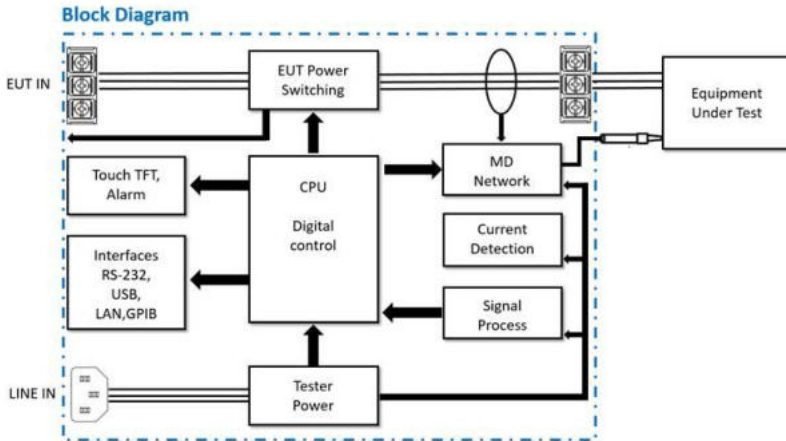 Block Diagram
EUT IN
EUT Power
Switching
Equipment
Under Test
Touch TFT,
Alarm
CPU
Digital
control
MD
Network
Interfaces
RS-232,
USB,
LAN,GPIB
Current
Detection
Signal
Process
LINE IN
Tester
Power